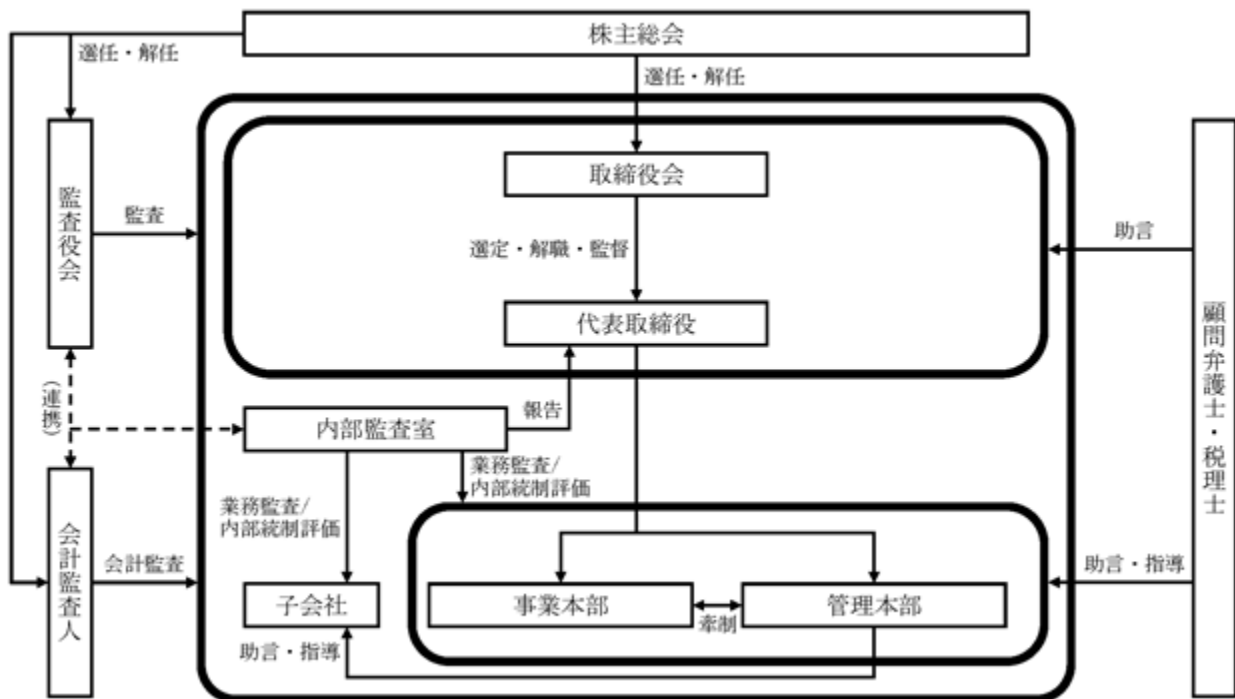 株主総会
選任・解任
選任・解任
取締役会
監査役会
監査
助言
選定・解職・監督
代表取締役
顧問弁護士・税理士
(連携)
報告
内部監査室
業務監査/
内部統制評価
業務監査/
内部統制評価
会計監査人
会計監査
助言・指導
子会社
事業本部
管理本部
牽制
助言・指導